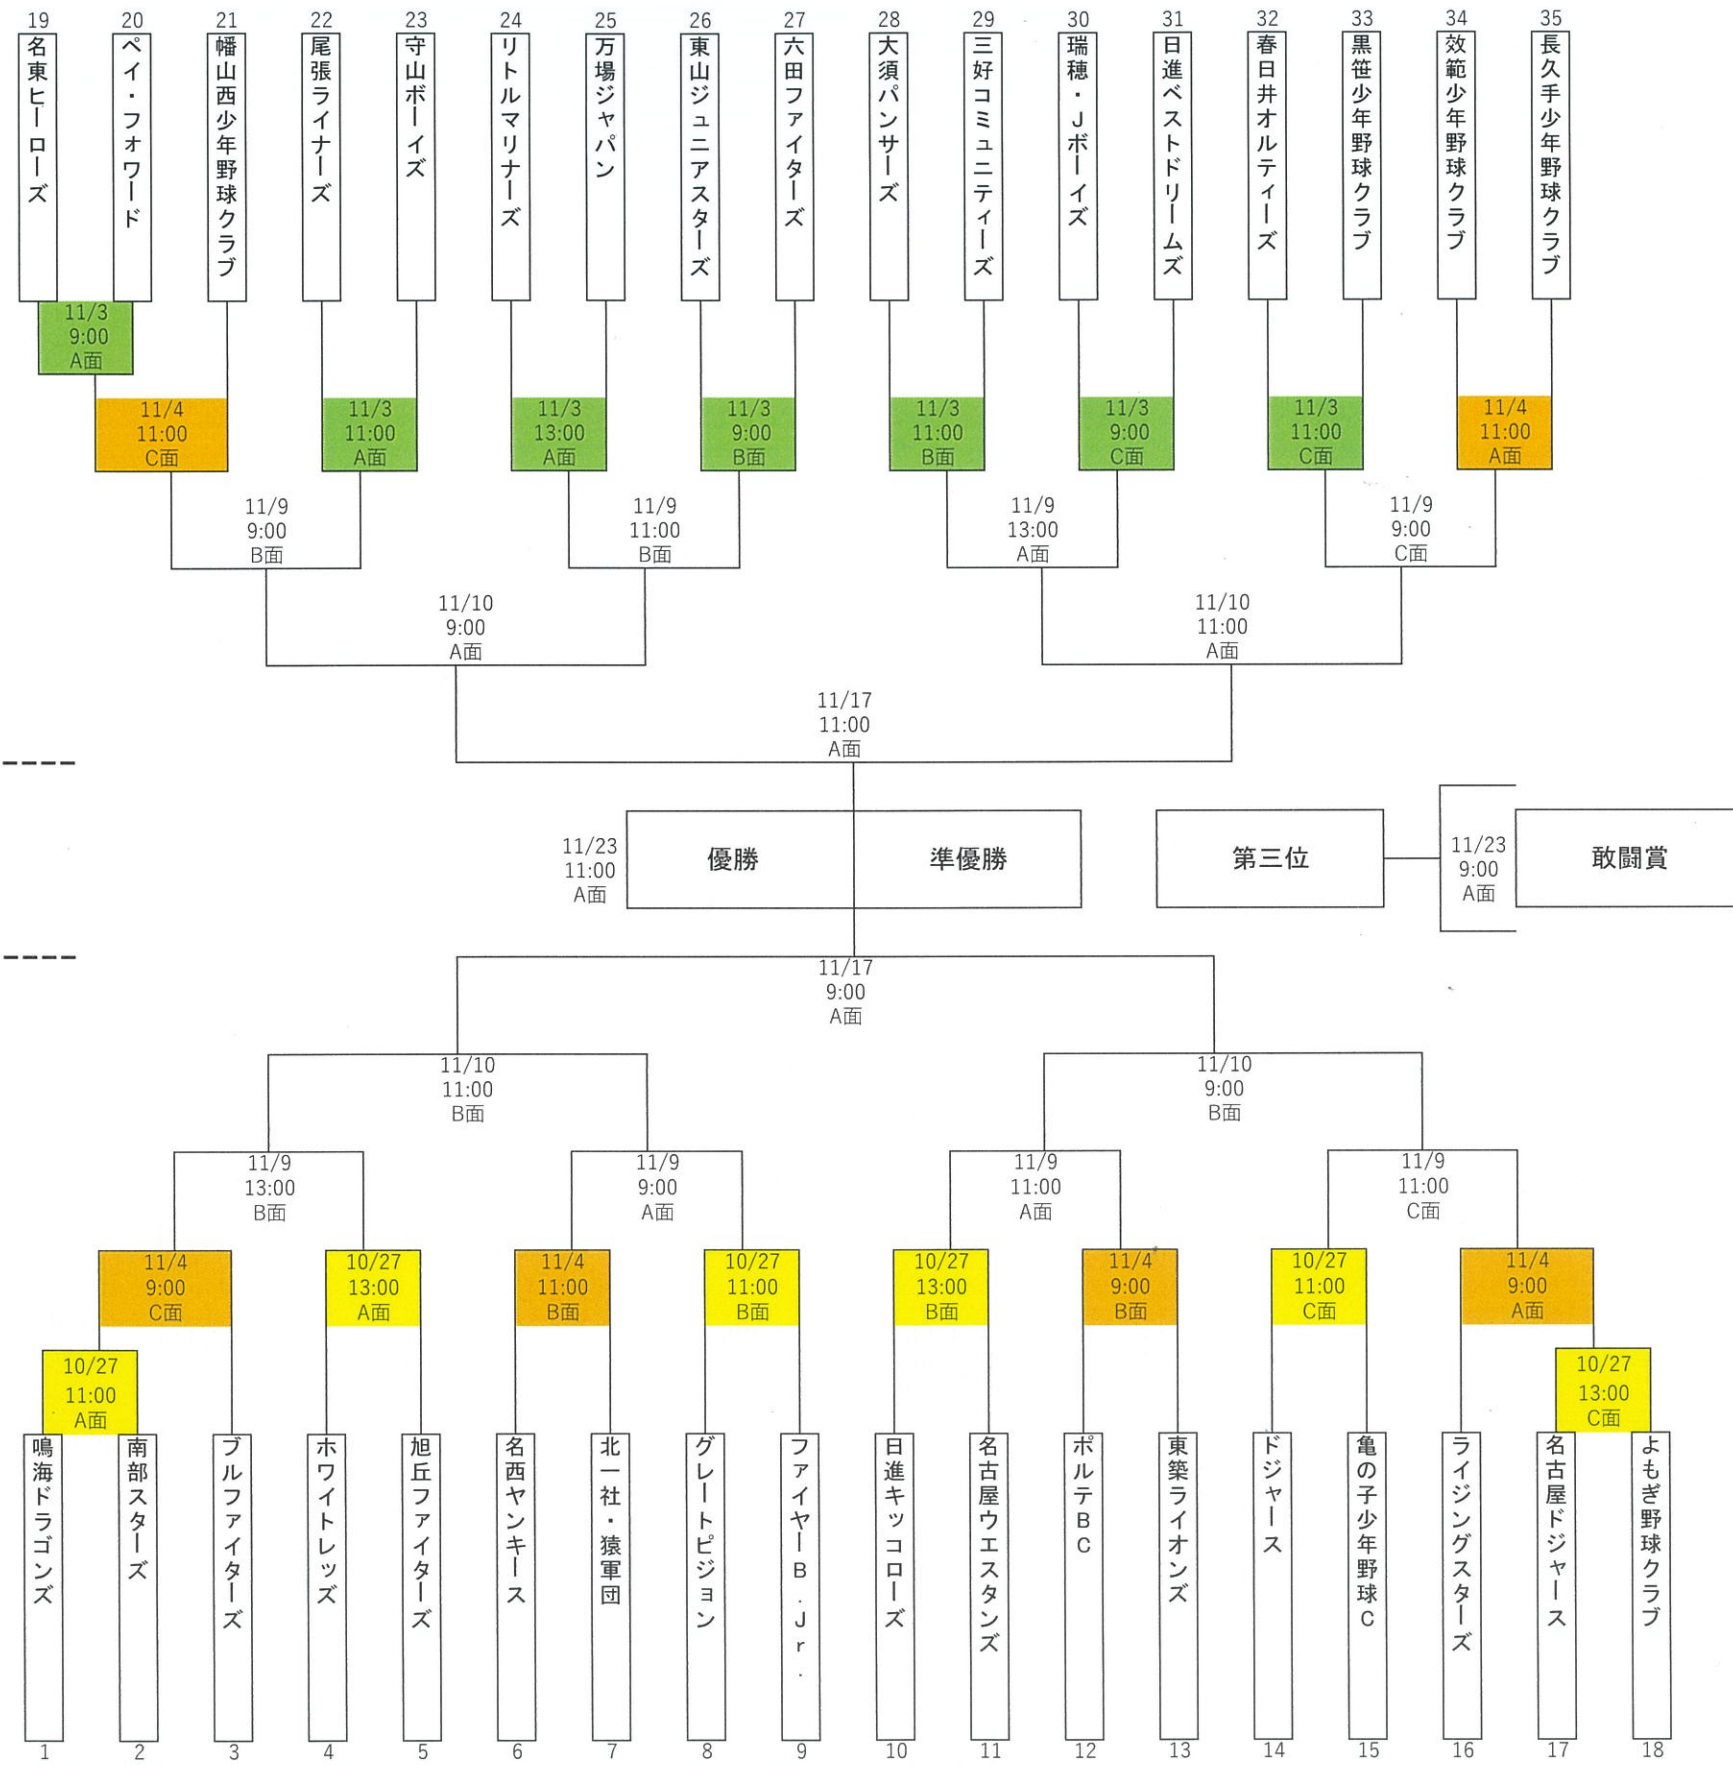 19 20 21 22 23 24 25 26 27 28 29 30 31 32 33 34 35
名東ヒーローズ
ペイ・フォワード
幡山西少年野球クラブ
尾張ライナーズ
守山ボーイズ
リトルマリナーズ
万場ジャパン
東山ジュニアスターズ
六田ファイターズ
大須パンサーズ
三好コミュニティーズ
瑞穂・Jボーイズ
日進ベストドリームズ
春日井オルティーズ
黒笹少年野球クラブ
效範少年野球クラブ
長久手少年野球クラブ
11/3
9:00
A面
11/4
11:00
C面
11/3
11:00
A面
11/3
13:00
A面
11/3
9:00
B面
11/3
11:00
B面
11/3
9:00
C面
11/3
11:00
C面
11/4
11:00
A面
11/9
9:00
B面
11/9
11:00
B面
11/9
13:00
A面
11/9
9:00
C面
11/10
9:00
A面
11/10
11:00
A面
11/17
11:00
A面
11/23
11:00
A面
優勝
準優勝
第三位
11/23
9:00
A面
敢闘賞
11/17
9:00
A面
11/10
11:00
B面
11/10
9:00
B面
11/9
13:00
B面
11/9
9:00
A面
11/9
11:00
A面
11/9
11:00
C面
11/4
9:00
C面
10/27
13:00
A面
11/4
11:00
B面
10/27
11:00
B面
10/27
13:00
B面
11/4
9:00
B面
10/27
11:00
C面
11/4
9:00
A面
10/27
11:00
A面
10/27
13:00
C面
鳴海ドラゴンズ
南部スターズ
ブルファイターズ
ホワイトレッズ
旭丘ファイターズ
名西ヤンキース
北一社・猿軍団
グレートピジョン
ファイヤーB.Jr.
日進キッコローズ
名古屋ウエスタンズ
ポルテBC
東築ライオンズ
ドジャース
亀の子少年野球C
ライジングスターズ
名古屋ドジャース
よもぎ野球クラブ
1 2 3 4 5 6 7 8 9 10 11 12 13 14 15 16 17 18